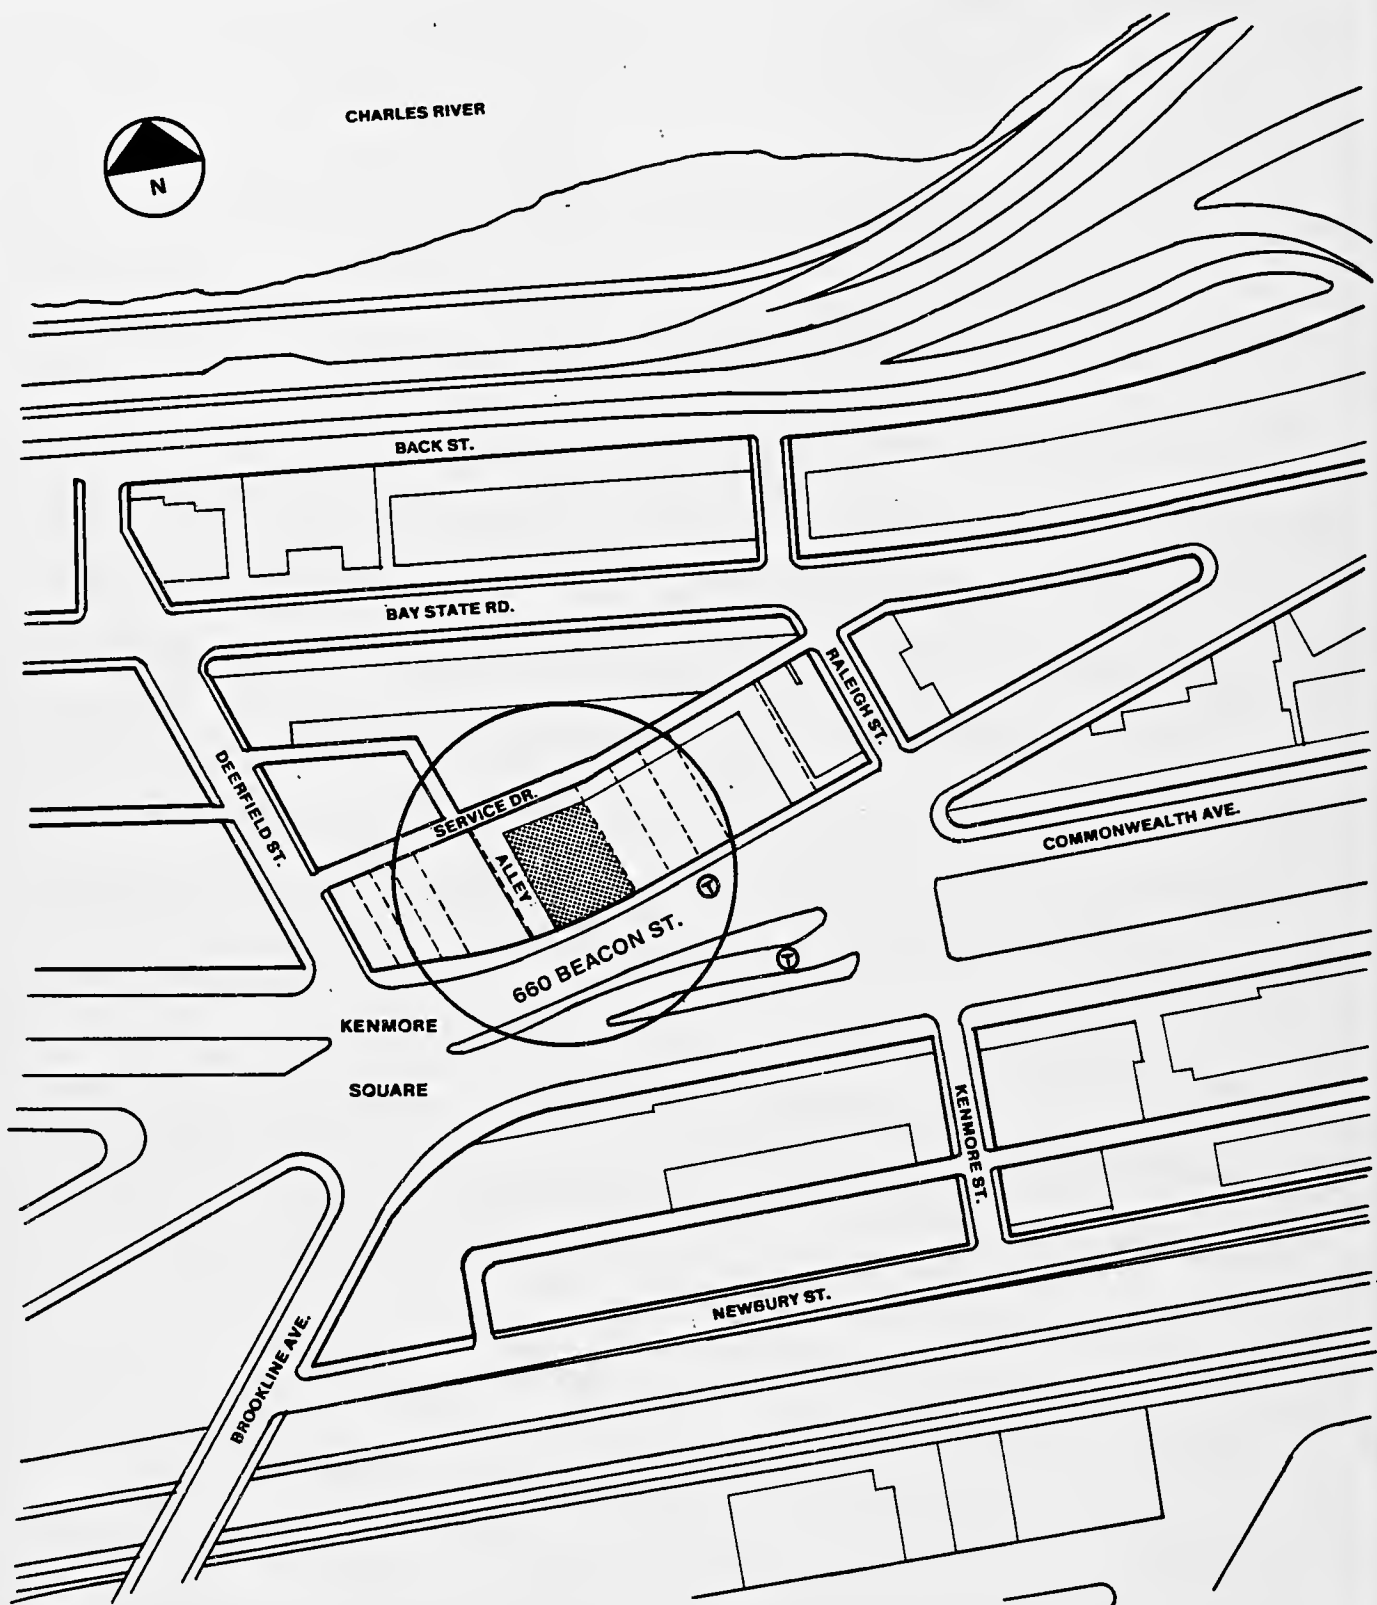 CHARLES RIVER
N
BACK ST.
BAY STATE RD.
RALEIGH ST.
DEERFIELD ST.
SERVICE DR.
ALLEY
COMMONWEALTH AVE.
T
660 BEACON ST.
T
KENMORE
SQUARE
KENMORE ST.
NEWBURY ST.
BROOKLINE AVE.